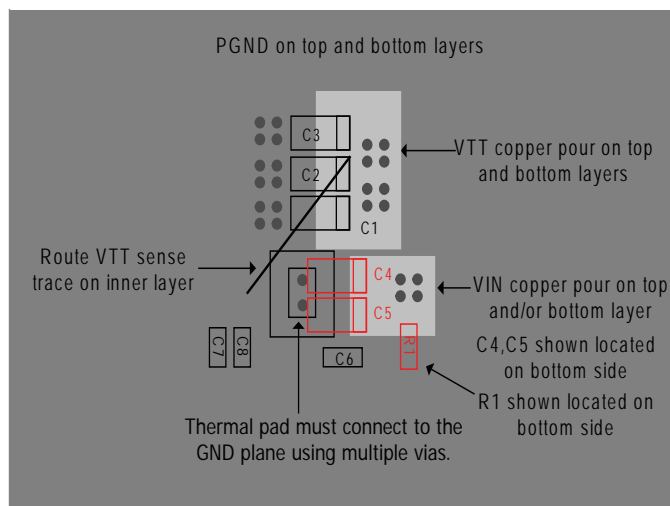 PGND on top and bottom layers
C3
C2
C1
VTT copper pour on top
and bottom layers
Route VTT sense
trace on inner layer
C4
C5
VIN copper pour on top
and/or bottom layer
C7
C8
C6
R1
C4,C5 shown located
on bottom side
R1 shown located on
bottom side
Thermal pad must connect to the
GND plane using multiple vias.